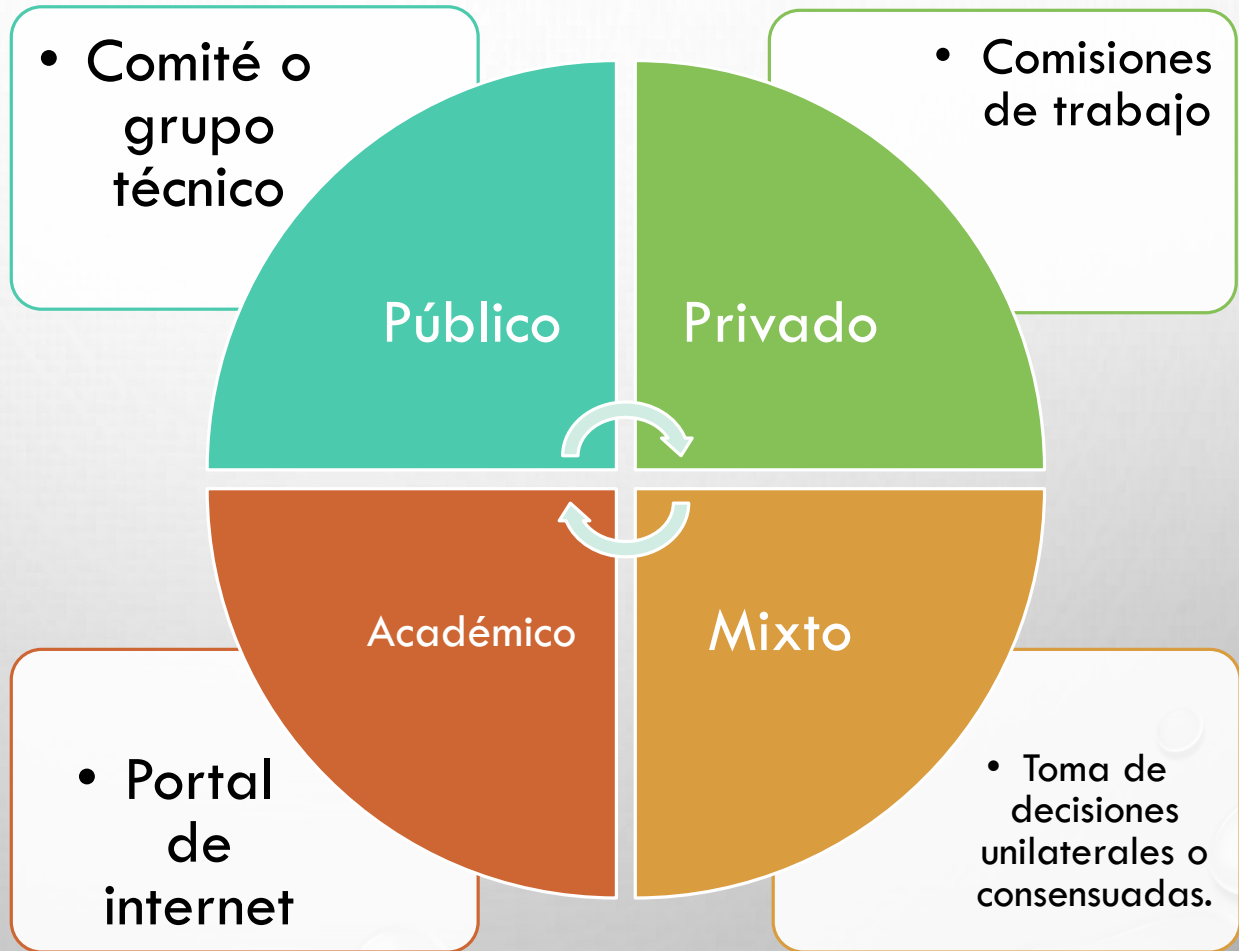 • Comité o
grupo
técnico
• Comisiones
de trabajo
Público
Privado
Académico
Mixto
• Portal
de
internet
• Toma de
decisiones
unilaterales o
consensuadas.